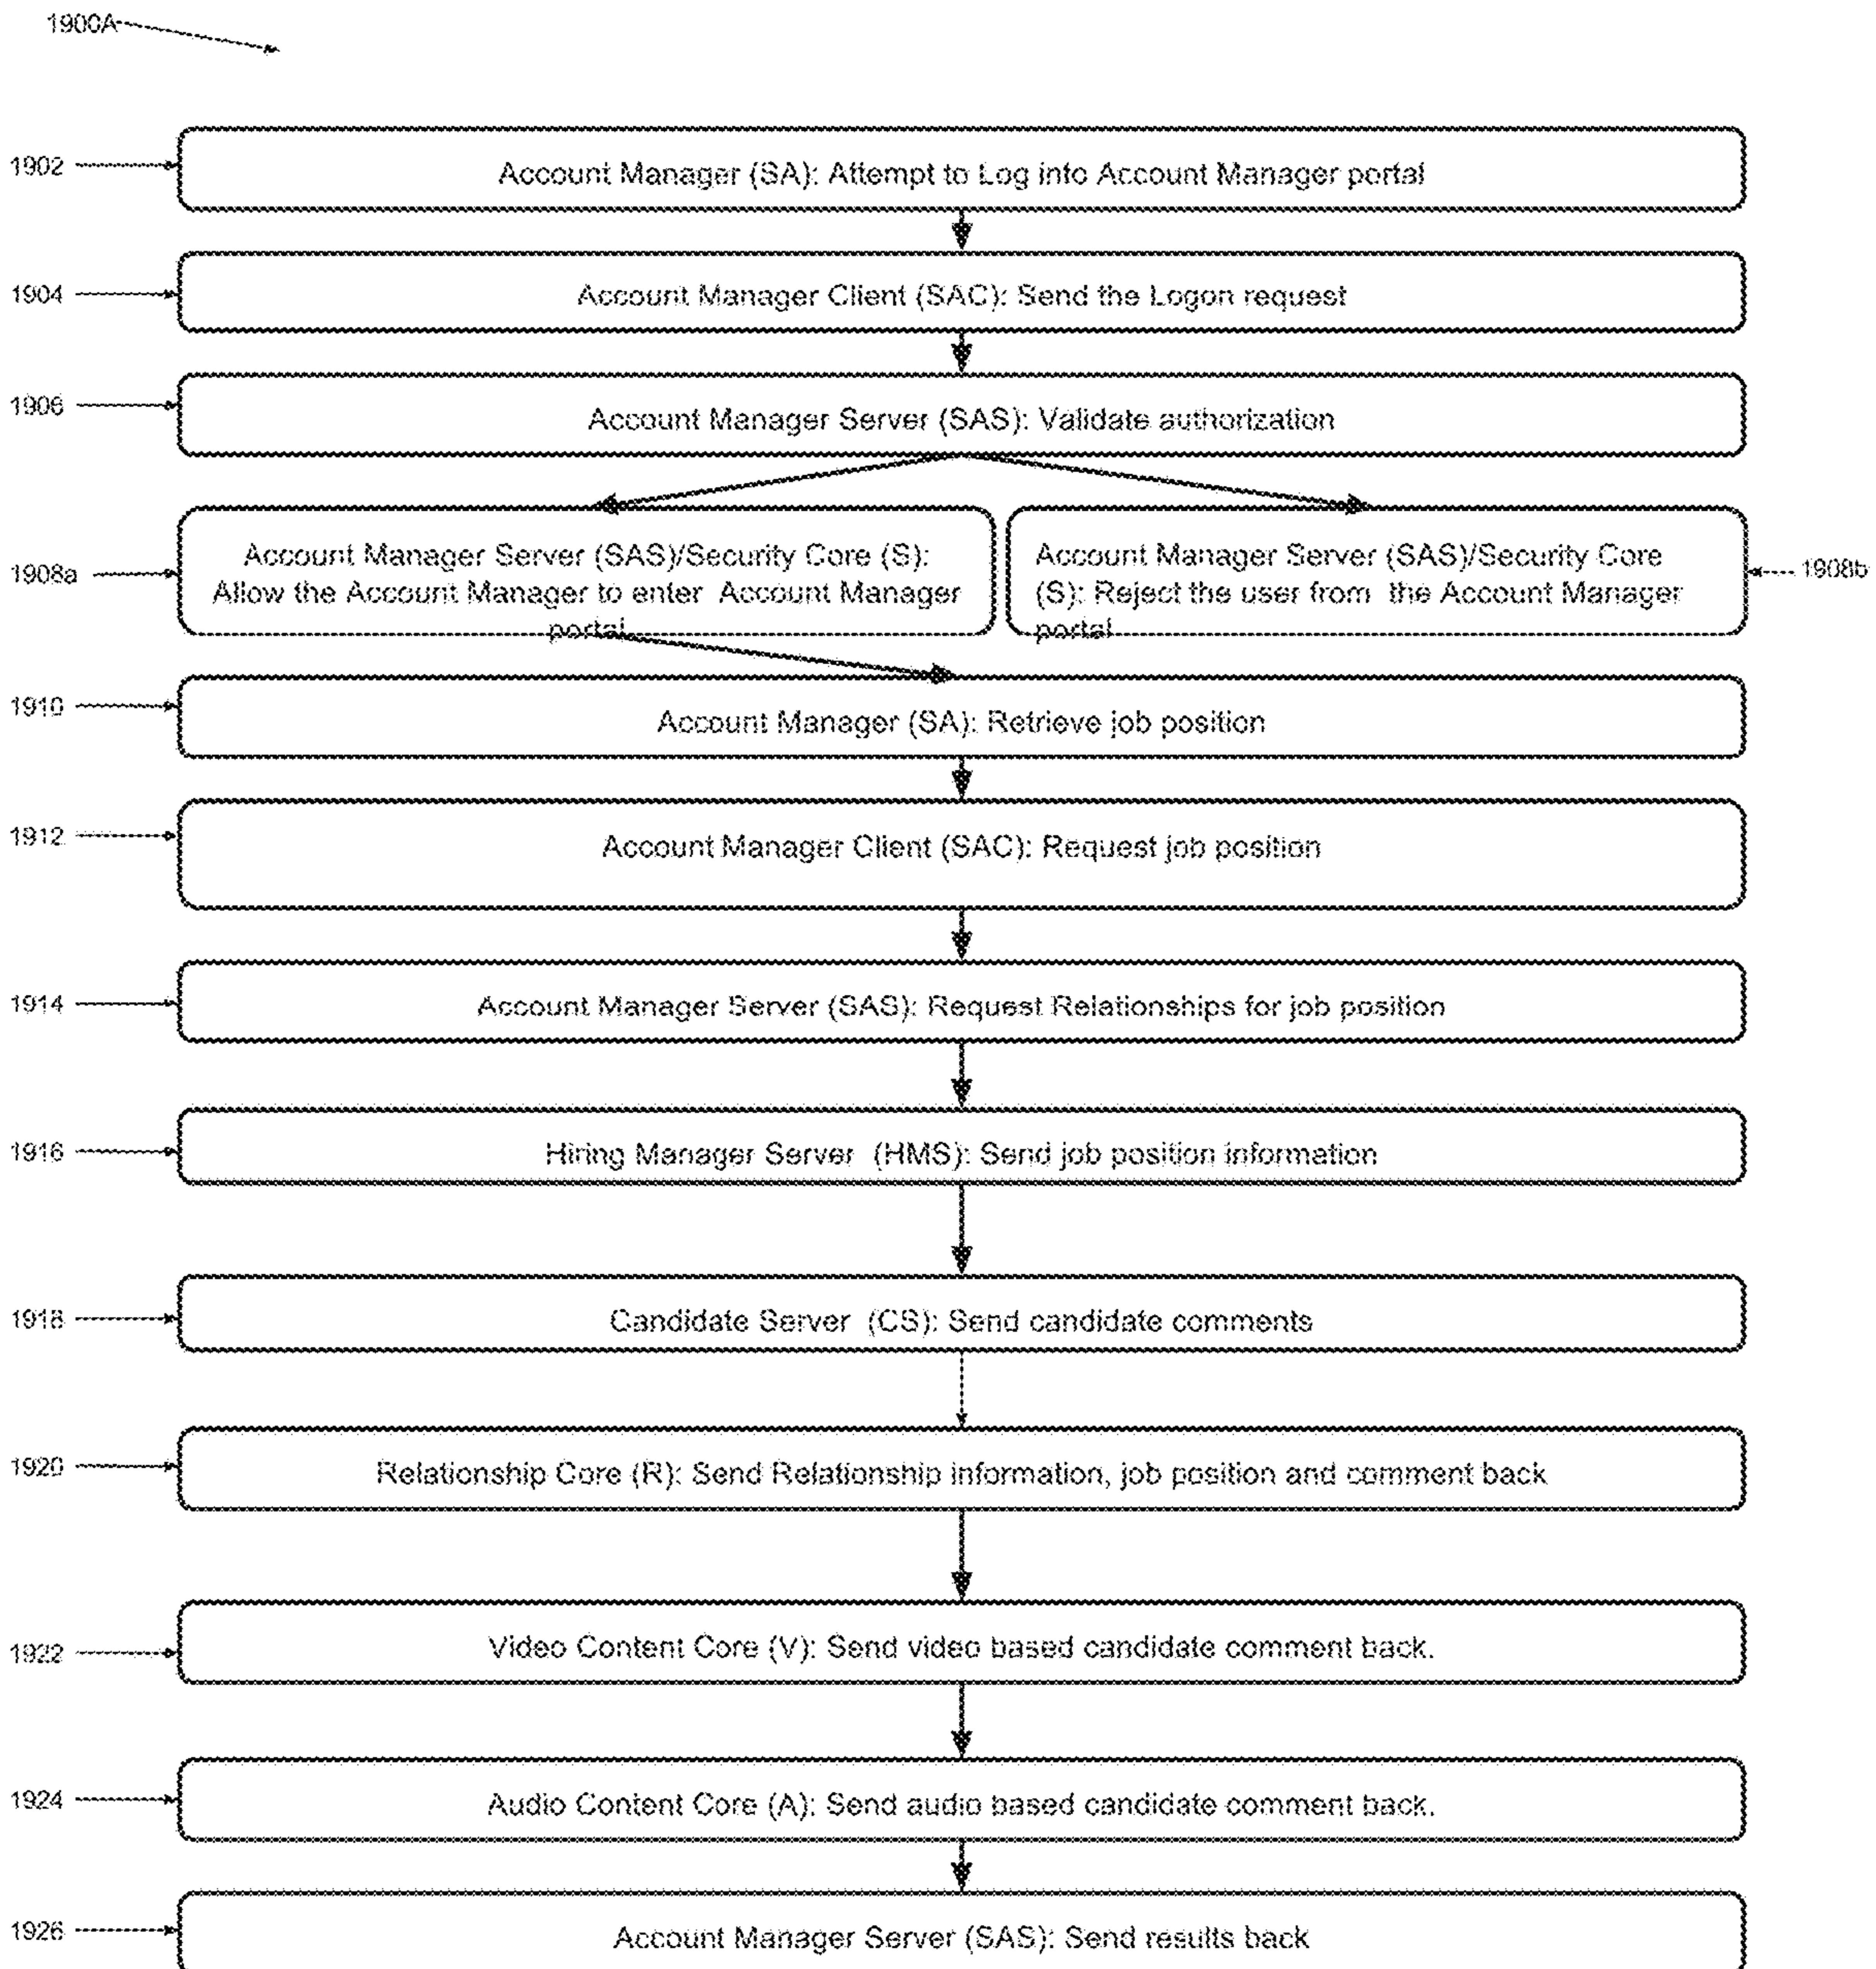 1900A
1902
Account Manager (SA): Attempt to Log into Account Manager portal
1904
Account Manager Client (SAC): Send the Logon request
1906
Account Manager Server (SAS): Validate authorization
1908a
Account Manager Server (SAS)/Security Core (S):
Allow the Account Manager to enter Account Manager
portal
Account Manager Server (SAS)/Security Core
(S): Reject the user from the Account Manager
portal
1908b
1910
Account Manager (SA): Retrieve job position
1912
Account Manager Client (SAC): Request job position
1914
Account Manager Server (SAS): Request Relationships for job position
1916
Hiring Manager Server (HMS): Send job position information
1918
Candidate Server (CS): Send candidate comments
1920
Relationship Core (R): Send Relationship information, job position and comment back
1922
Video Content Core (V): Send video based candidate comment back.
1924
Audio Content Core (A): Send audio based candidate comment back.
1926
Account Manager Server (SAS): Send results back